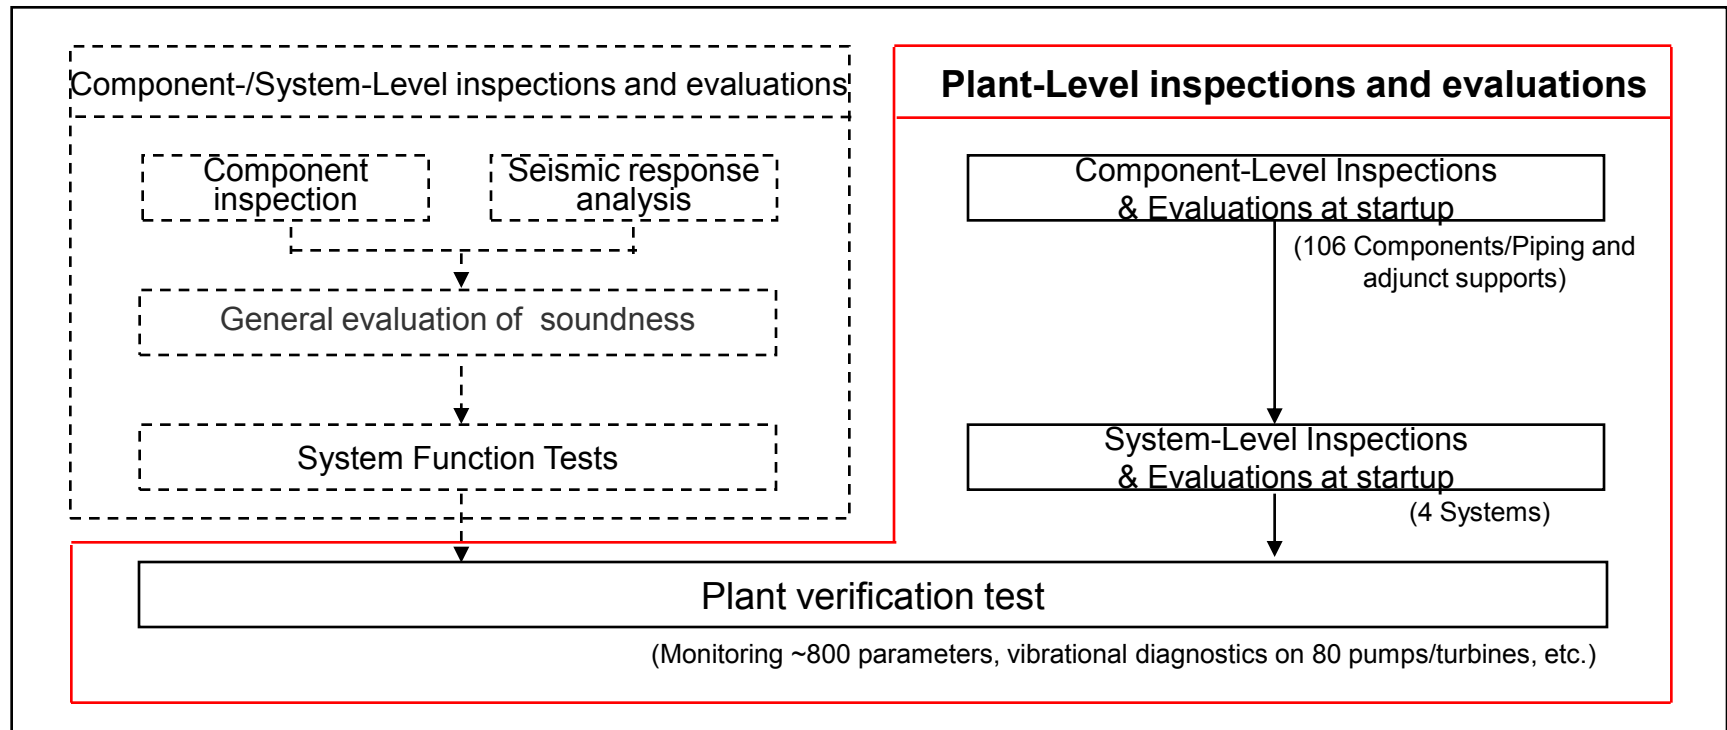 Component-/System-Level inspections and evaluations
Component
inspection
Seismic response
analysis
General evaluation of soundness
System Function Tests
Plant-Level inspections and evaluations
Component-Level Inspections
& Evaluations at startup
(106 Components/Piping and
adjunct supports)
System-Level Inspections
& Evaluations at startup
(4 Systems)
Plant verification test
(Monitoring ~800 parameters, vibrational diagnostics on 80 pumps/turbines, etc.)